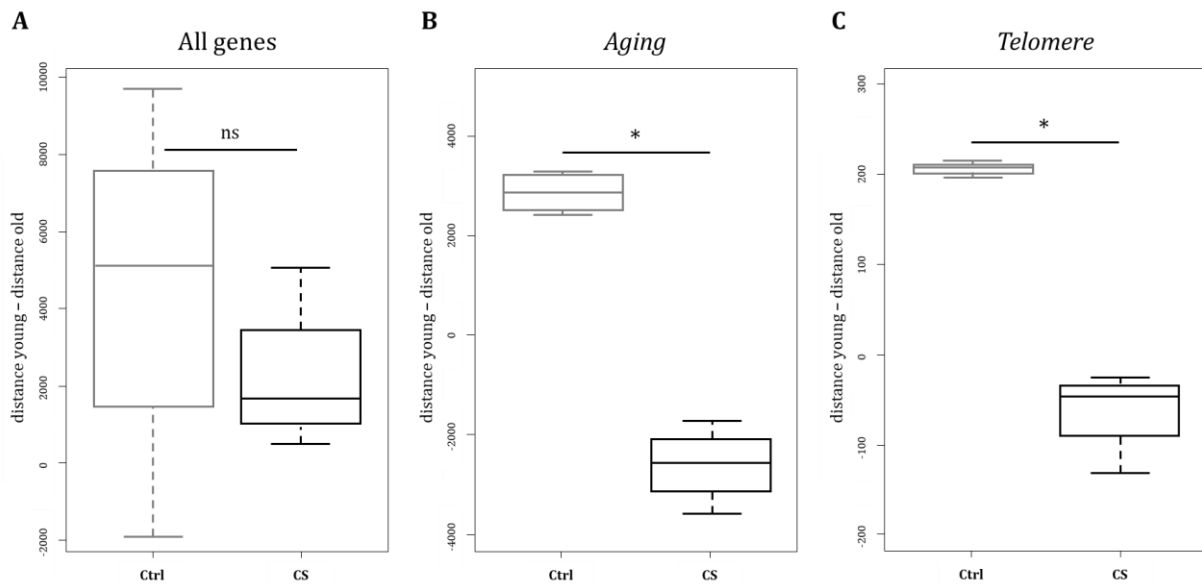 A
All genes
distance young – distance old
10000
8000
6000
4000
2000
0
-2000
ns
Ctrl
CS
B
Aging
distance young – distance old
4000
2000
0
-2000
-4000
*
Ctrl
CS
C
Telomere
distance young – distance old
300
200
100
0
-100
-200
*
Ctrl
CS